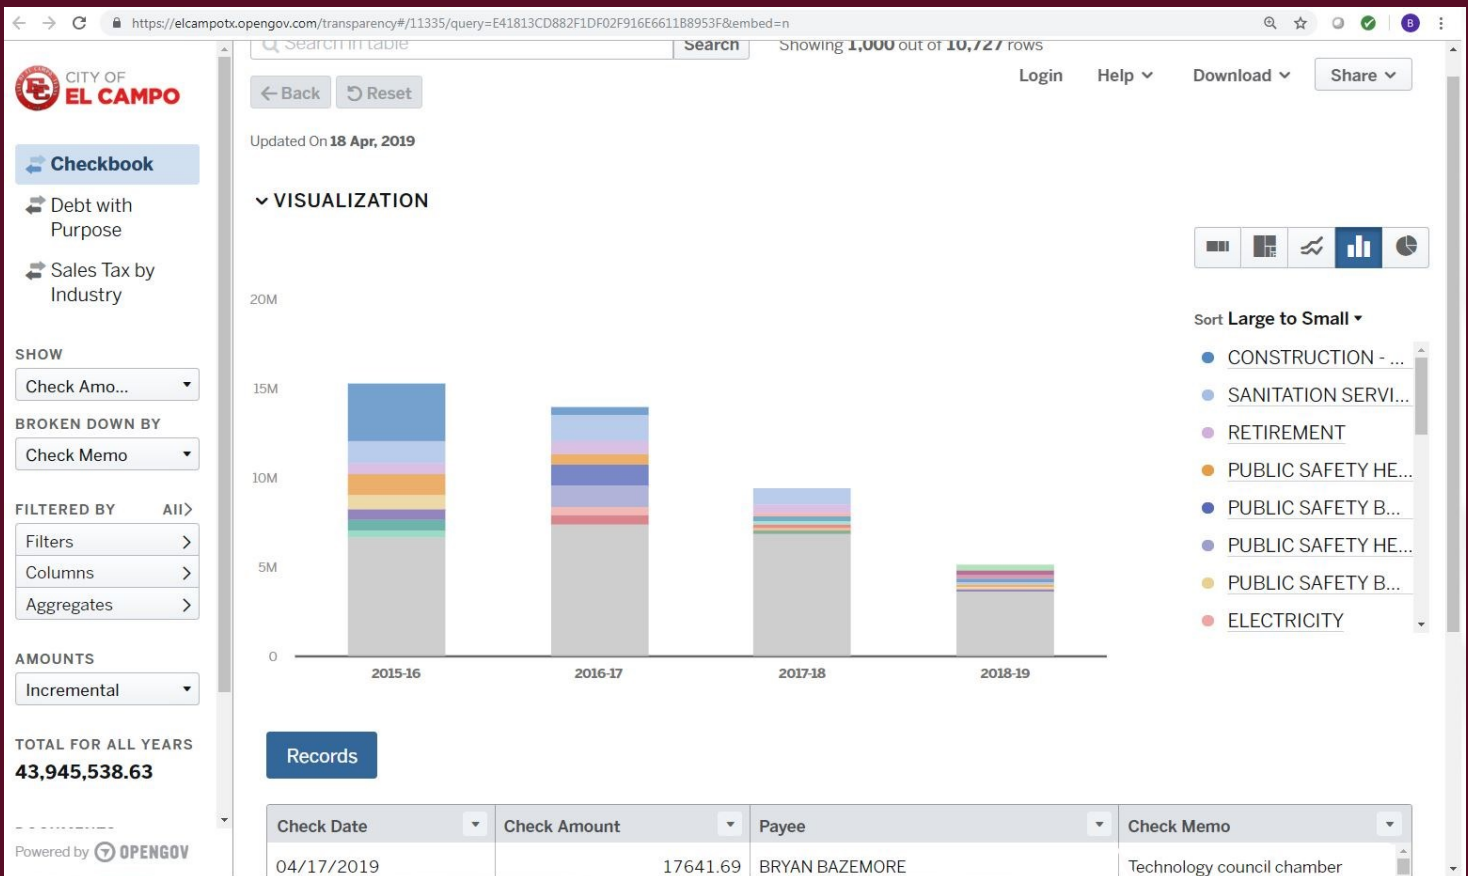 https://elcampotx.opengov.com/transparency#/11335/query=E41813CD882F1DF02F916E6611B8953F&embed=n
B
Search in table
Search
Showing 1,000 out of 10,727 rows
CITY OF
EL CAMPO
EC
Login
Help
Download
Share
Back
Reset
Updated On 18 Apr, 2019
Checkbook
Debt with
Purpose
Sales Tax by
Industry
VISUALIZATION
SHOW
Check Amo...
BROKEN DOWN BY
Check Memo
FILTERED BY All
Filters
Columns
Aggregates
AMOUNTS
Incremental
TOTAL FOR ALL YEARS
43,945,538.63
Powered by OPENGOV
20M
15M
10M
5M
0
2015-16
2016-17
2017-18
2018-19
Sort Large to Small
CONSTRUCTION - ...
SANITATION SERVI...
RETIREMENT
PUBLIC SAFETY HE...
PUBLIC SAFETY B...
PUBLIC SAFETY HE...
PUBLIC SAFETY B...
ELECTRICITY
Records
Check Date
Check Amount
Payee
Check Memo
04/17/2019
17641.69
BRYAN BAZEMORE
Technology council chamber